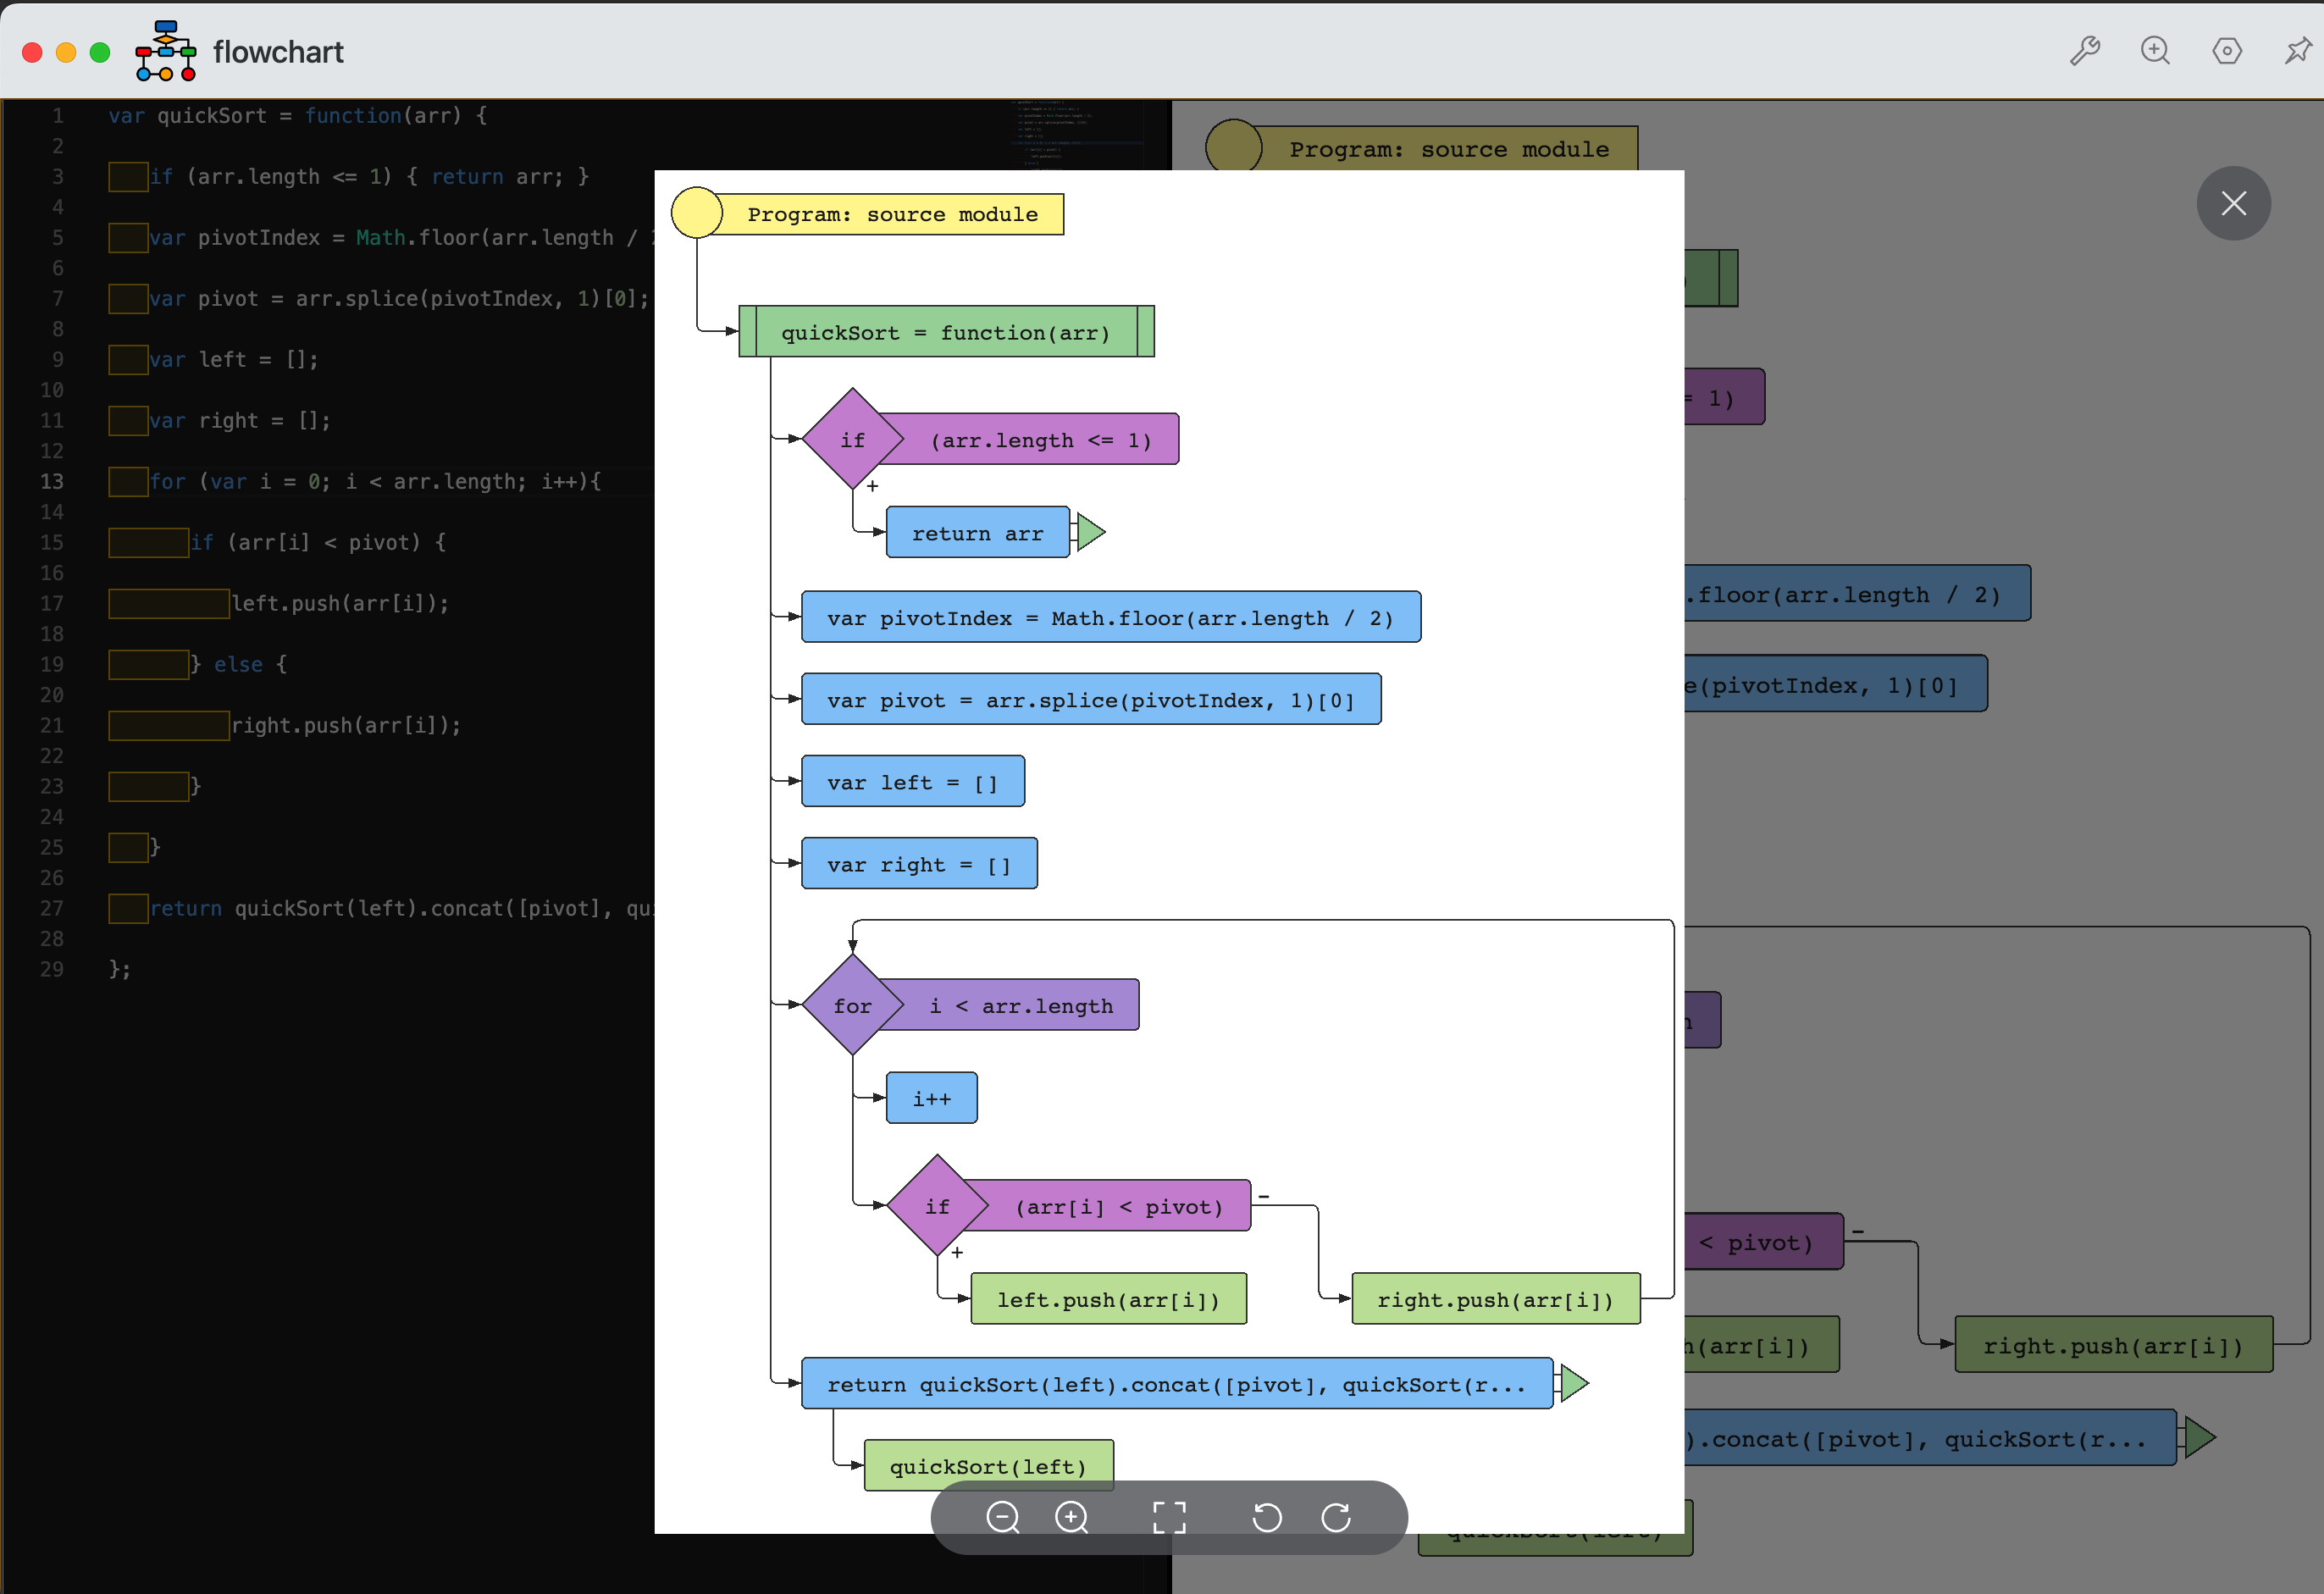 flowchart
1 var quickSort = function(arr) {
2
3 if (arr.length <= 1) { return arr; }
4
5 var pivotIndex = Math.floor(arr.length /
6
7 var pivot = arr.splice(pivotIndex, 1)[0];
8
9 var left = [];
10
11 var right = [];
12
13 for (var i = 0; i < arr.length; i++){
14
15 if (arr[i] < pivot) {
16
17 left.push(arr[i]);
18
19 } else {
20
21 right.push(arr[i]);
22
23 }
24
25 }
26
27 return quickSort(left).concat([pivot], qui
28
29 };
Program: source module
quickSort = function(arr)
if (arr.length <= 1)
+
return arr
var pivotIndex = Math.floor(arr.length / 2)
var pivot = arr.splice(pivotIndex, 1)[0]
var left = []
var right = []
for i < arr.length
i++
if (arr[i] < pivot) -
+
left.push(arr[i]) right.push(arr[i])
return quickSort(left).concat([pivot], quickSort(r...
quickSort(left)
Program: source module
)
= 1)
.floor(arr.length / 2)
e(pivotIndex, 1)[0]
< pivot) -
h(arr[i]) right.push(arr[i])
).concat([pivot], quickSort(r...
quickSort(left)